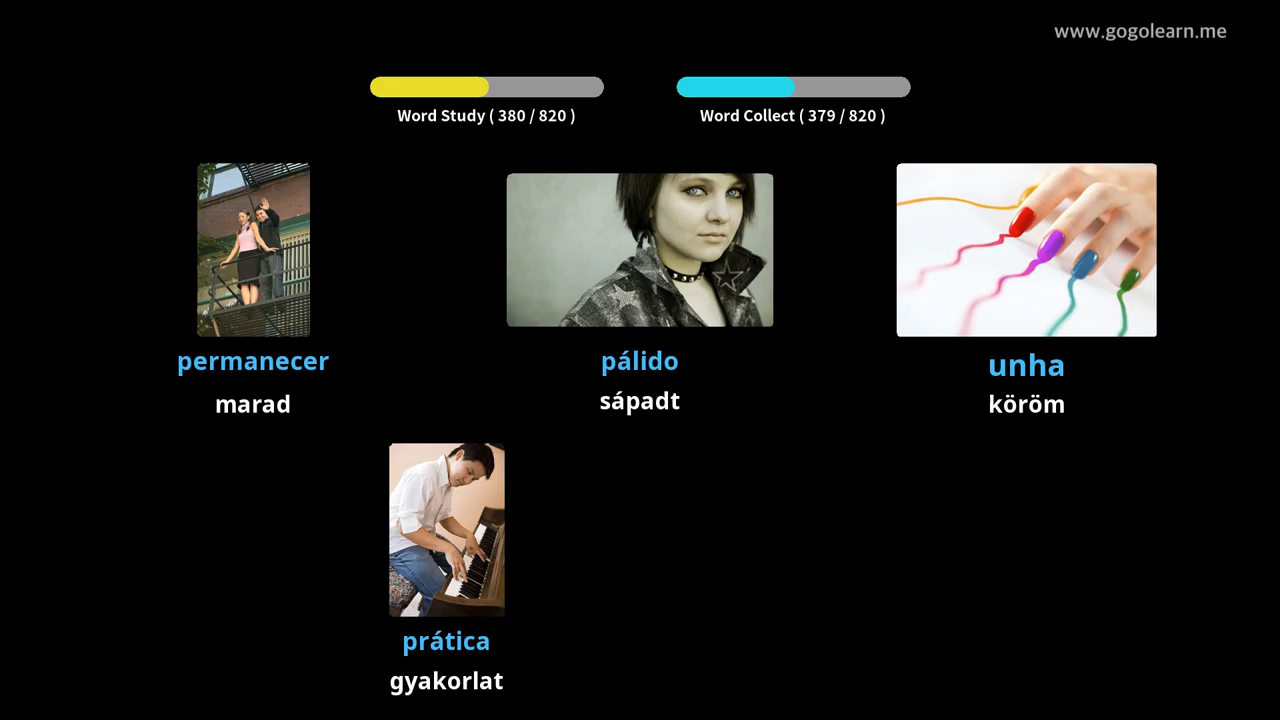 www.gogolearn.me
Word Study ( 380 / 820 )
Word Collect ( 379 / 820 )
permanecer
marad
pálido
sápadt
unha
köröm
prática
gyakorlat